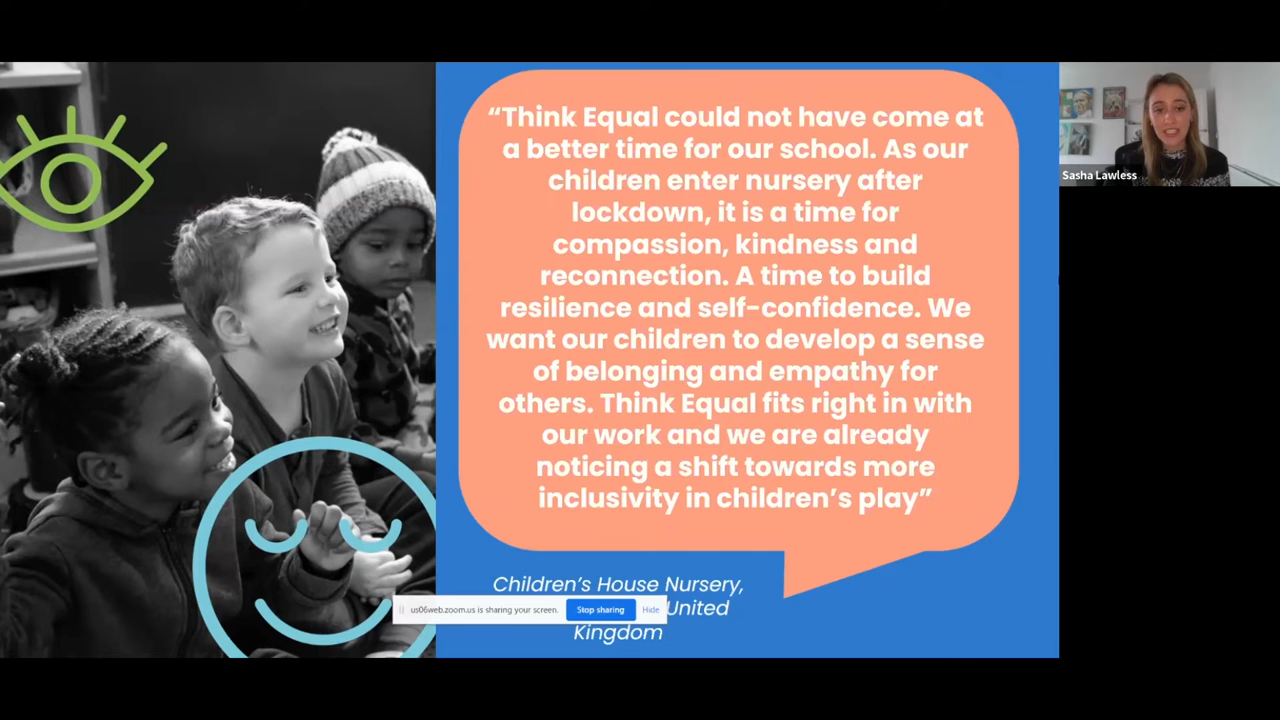 “Think Equal could not have come at
a better time for our school. As our
children enter nursery after
lockdown, it is a time for
compassion, kindness and
reconnection. A time to build
resilience and self-confidence. We
want our children to develop a sense
of belonging and empathy for
others. Think Equal fits right in with
our work and we are already
noticing a shift towards more
inclusivity in children’s play”
Sasha Lawless
Children’s House Nursery,
us06web.zoom.us is sharing your screen. Stop sharing Hide
United
Kingdom